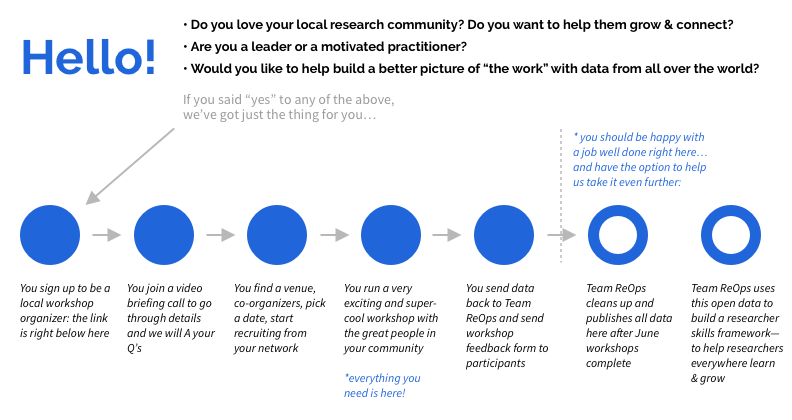 Hello!
• Do you love your local research community? Do you want to help them grow & connect?
• Are you a leader or a motivated practitioner?
• Would you like to help build a better picture of “the work” with data from all over the world?
If you said “yes” to any of the above,
we’ve got just the thing for you…
* you should be happy with
a job well done right here…
and have the option to help
us take it even further:
You sign up to be a
local workshop
organizer: the link
is right below here
You join a video
briefing call to go
through details
and we will A your
Q’s
You find a venue,
co-organizers, pick
a date, start
recruiting from
your network
You run a very
exciting and super-
cool workshop with
the great people in
your community
*everything you
need is here!
You send data
back to Team
ReOps and send
workshop
feedback form to
participants
Team ReOps
cleans up and
publishes all data
here after June
workshops
complete
Team ReOps uses
this open data to
build a researcher
skills framework—
to help researchers
everywhere learn
& grow